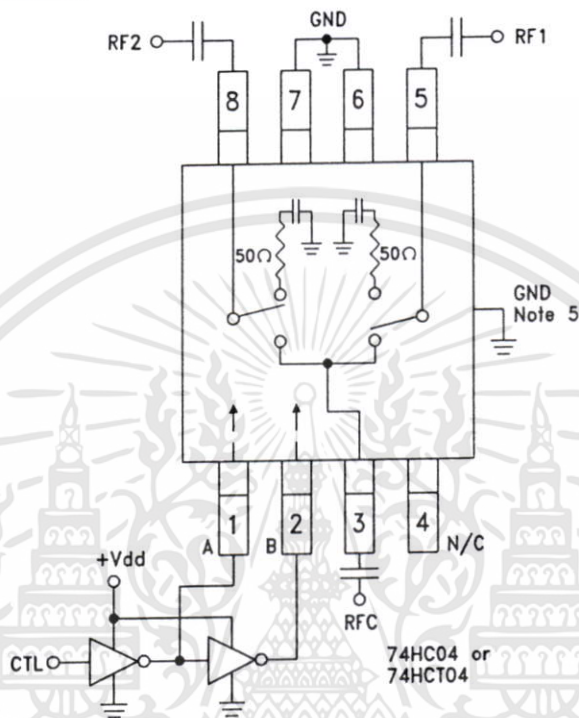 GND
RF2
RF1
8
7
6
5
50Ω
50Ω
GND
Note 5
1
2
3
4
A
B
N/C
+Vdd
RFC
CTL
74HC04 or
74HCT04